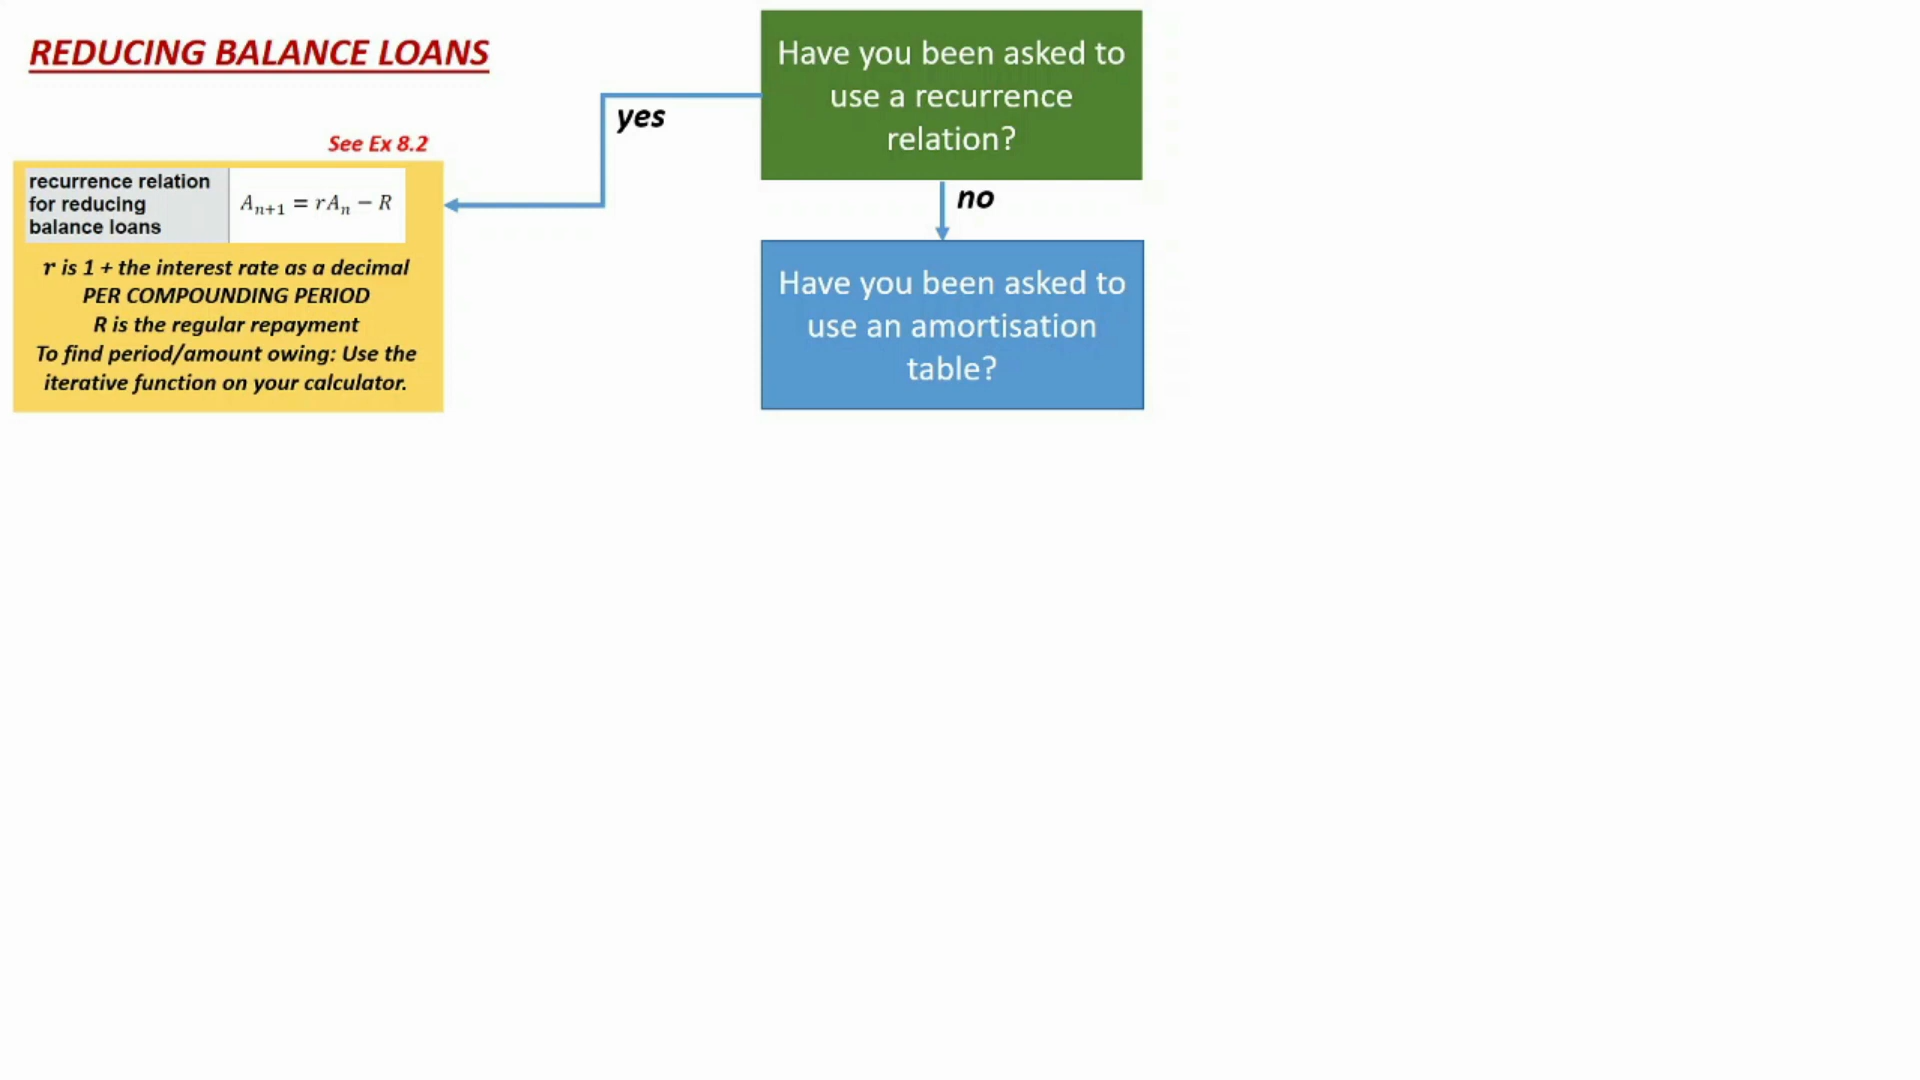 REDUCING BALANCE LOANS
Have you been asked to
use a recurrence
relation?
yes
See Ex 8.2
recurrence relation
for reducing
balance loans
Aₙ₊₁ = rAₙ − R
r is 1 + the interest rate as a decimal
PER COMPOUNDING PERIOD
R is the regular repayment
To find period/amount owing: Use the
iterative function on your calculator.
no
Have you been asked to
use an amortisation
table?